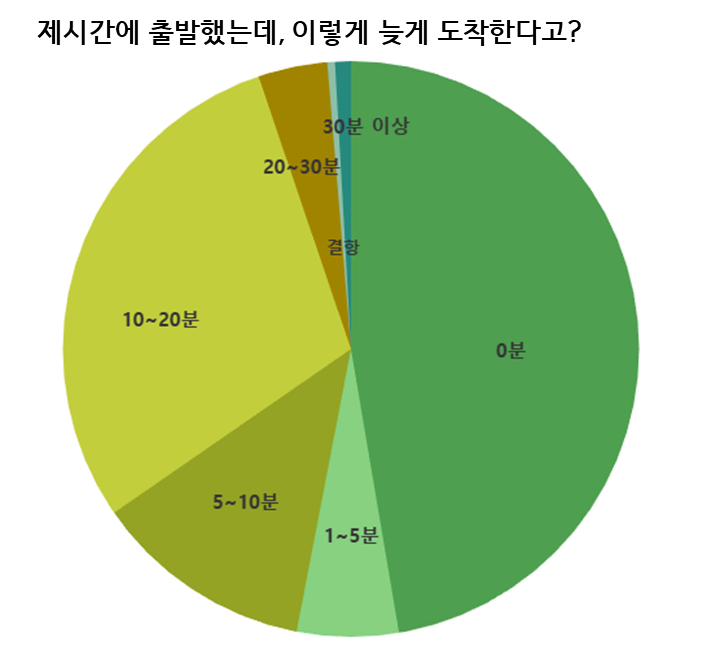 제시간에 출발했는데, 이렇게 늦게 도착한다고?
30분 이상
20~30분
결항
10~20분
0분
5~10분
1~5분